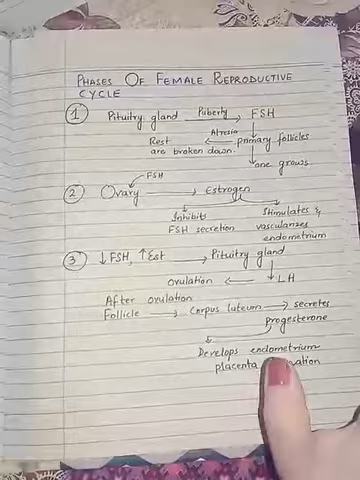 PHASES OF FEMALE REPRODUCTIVE
CYCLE
① Pituitry gland Puberty → FSH
Rest ← Atresia primary follicles
are broken down. one grows
FSH
② Ovary → Estrogen
Inhibits Stimulates &
FSH secretion vascularizes
endometrium
③ ↓ FSH, ↑ Est → Pituitry gland
ovulation ← LH
After ovulation
Follicle → Corpus luteum → secretes
progesterone
Develops endometrium
placenta